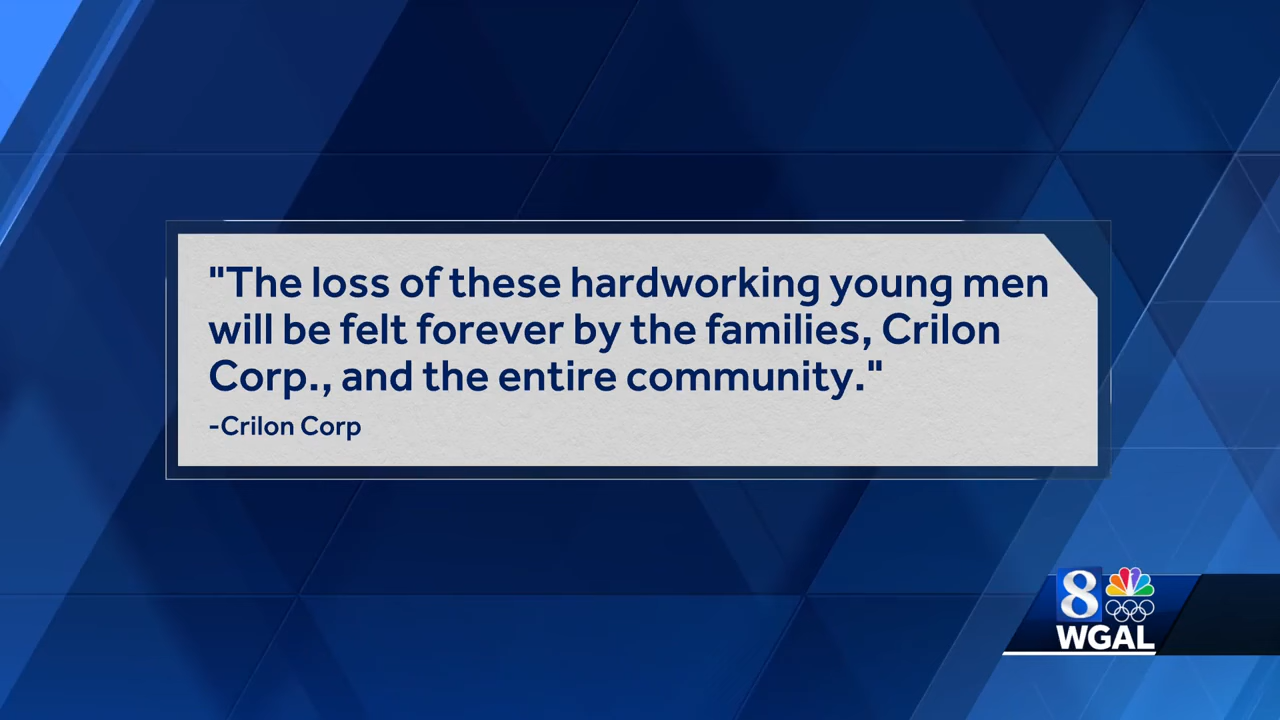 "The loss of these hardworking young men
will be felt forever by the families, Crilon
Corp., and the entire community."
-Crilon Corp
8
WGAL